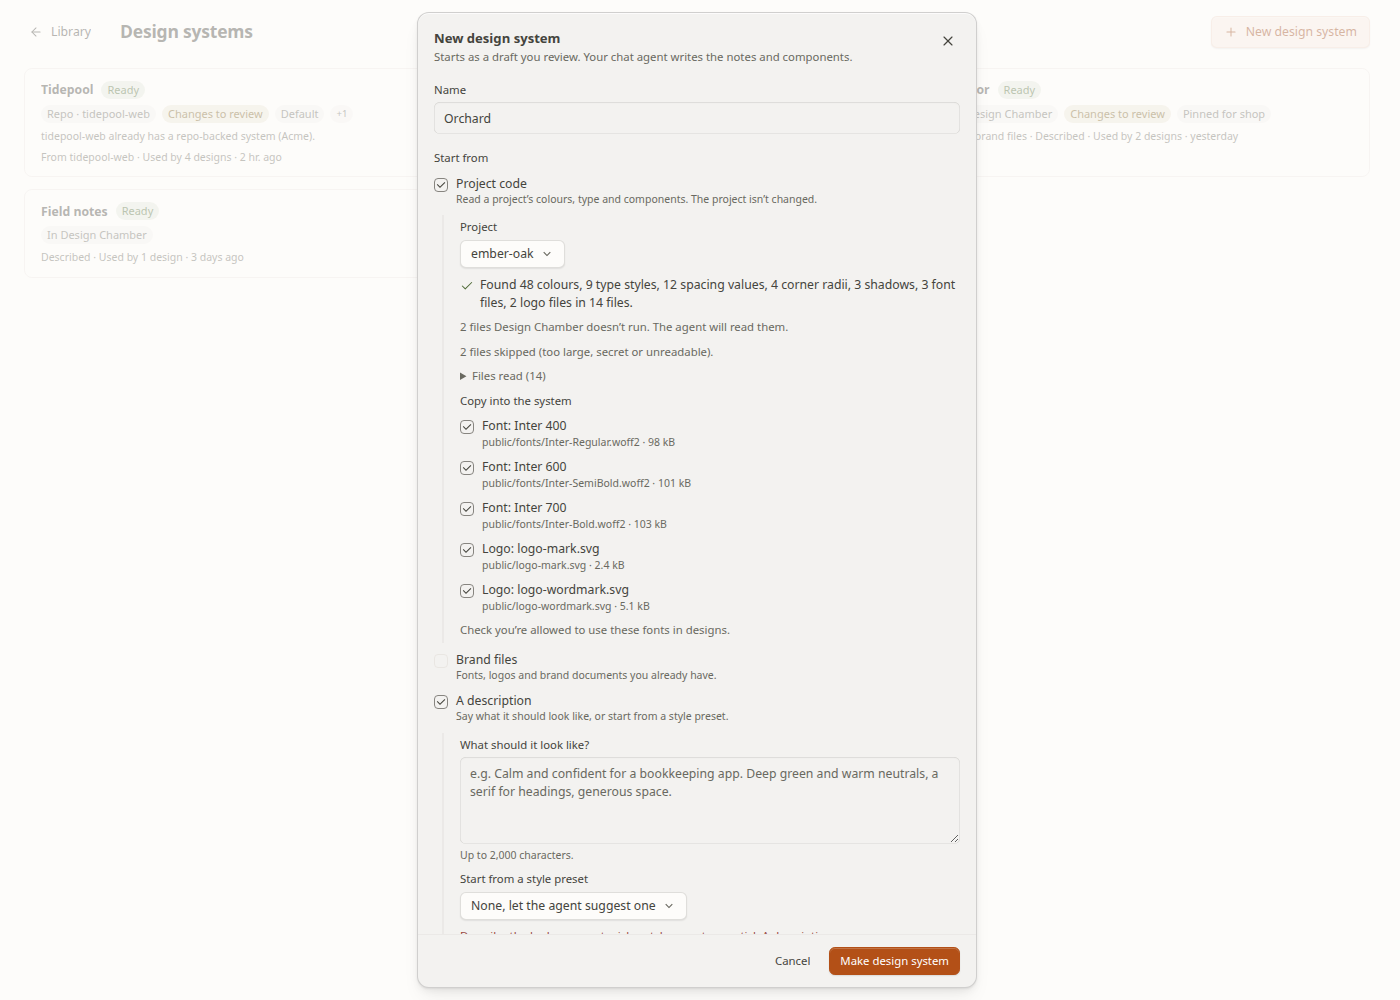 Library
Design systems
New design system
Tidepool
Ready
Repo · tidepool-web
Changes to review
Default
+1
tidepool-web already has a repo-backed system (Acme).
From tidepool-web · Used by 4 designs · 2 hr. ago
or
Ready
esign Chamber
Changes to review
Pinned for shop
brand files · Described · Used by 2 designs · yesterday
Field notes
Ready
In Design Chamber
Described · Used by 1 design · 3 days ago
New design system
Starts as a draft you review. Your chat agent writes the notes and components.
Name
Orchard
Start from
Project code
Read a project’s colours, type and components. The project isn’t changed.
Project
ember-oak
Found 48 colours, 9 type styles, 12 spacing values, 4 corner radii, 3 shadows, 3 font
files, 2 logo files in 14 files.
2 files Design Chamber doesn’t run. The agent will read them.
2 files skipped (too large, secret or unreadable).
Files read (14)
Copy into the system
Font: Inter 400
public/fonts/Inter-Regular.woff2 · 98 kB
Font: Inter 600
public/fonts/Inter-SemiBold.woff2 · 101 kB
Font: Inter 700
public/fonts/Inter-Bold.woff2 · 103 kB
Logo: logo-mark.svg
public/logo-mark.svg · 2.4 kB
Logo: logo-wordmark.svg
public/logo-wordmark.svg · 5.1 kB
Check you’re allowed to use these fonts in designs.
Brand files
Fonts, logos and brand documents you already have.
A description
Say what it should look like, or start from a style preset.
What should it look like?
e.g. Calm and confident for a bookkeeping app. Deep green and warm neutrals, a
serif for headings, generous space.
Up to 2,000 characters.
Start from a style preset
None, let the agent suggest one
Cancel
Make design system